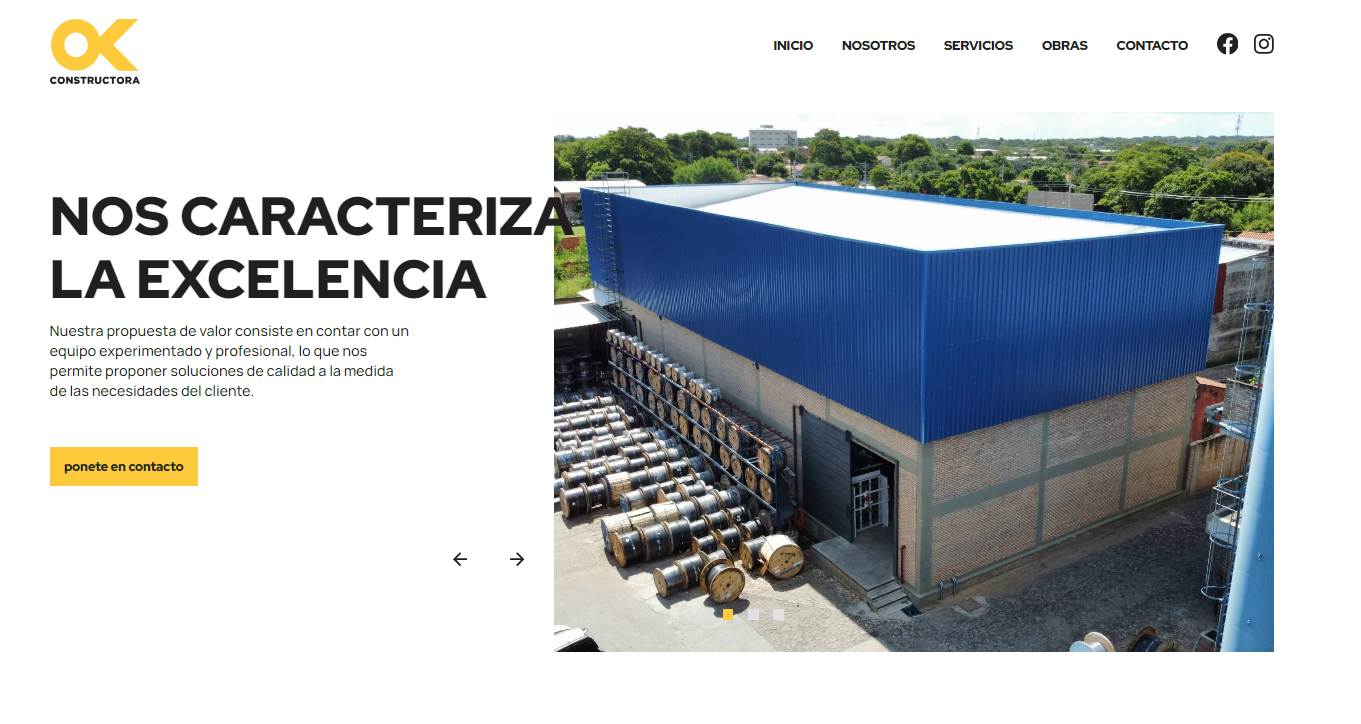 OK
CONSTRUCTORA
INICIO NOSOTROS SERVICIOS OBRAS CONTACTO
NOS CARACTERIZA
LA EXCELENCIA
Nuestra propuesta de valor consiste en contar con un
equipo experimentado y profesional, lo que nos
permite proponer soluciones de calidad a la medida
de las necesidades del cliente.
ponete en contacto